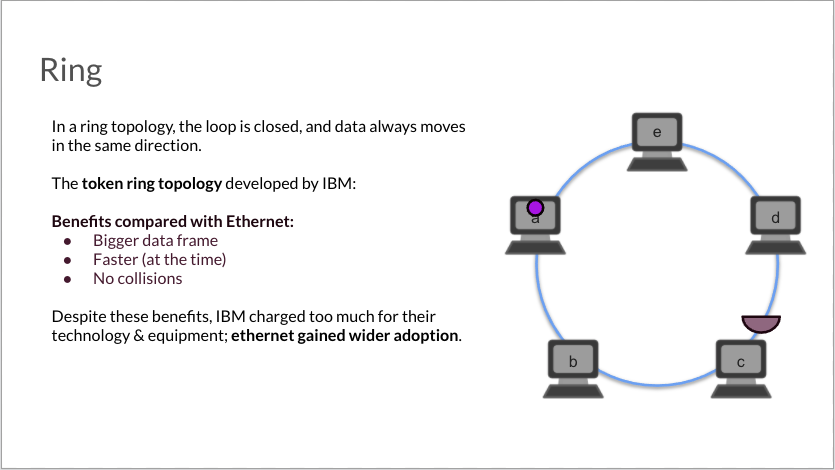 Ring
In a ring topology, the loop is closed, and data always moves
in the same direction.
The token ring topology developed by IBM:
Benefits compared with Ethernet:
● Bigger data frame
● Faster (at the time)
● No collisions
Despite these benefits, IBM charged too much for their
technology & equipment; ethernet gained wider adoption.
e
a
d
b
c